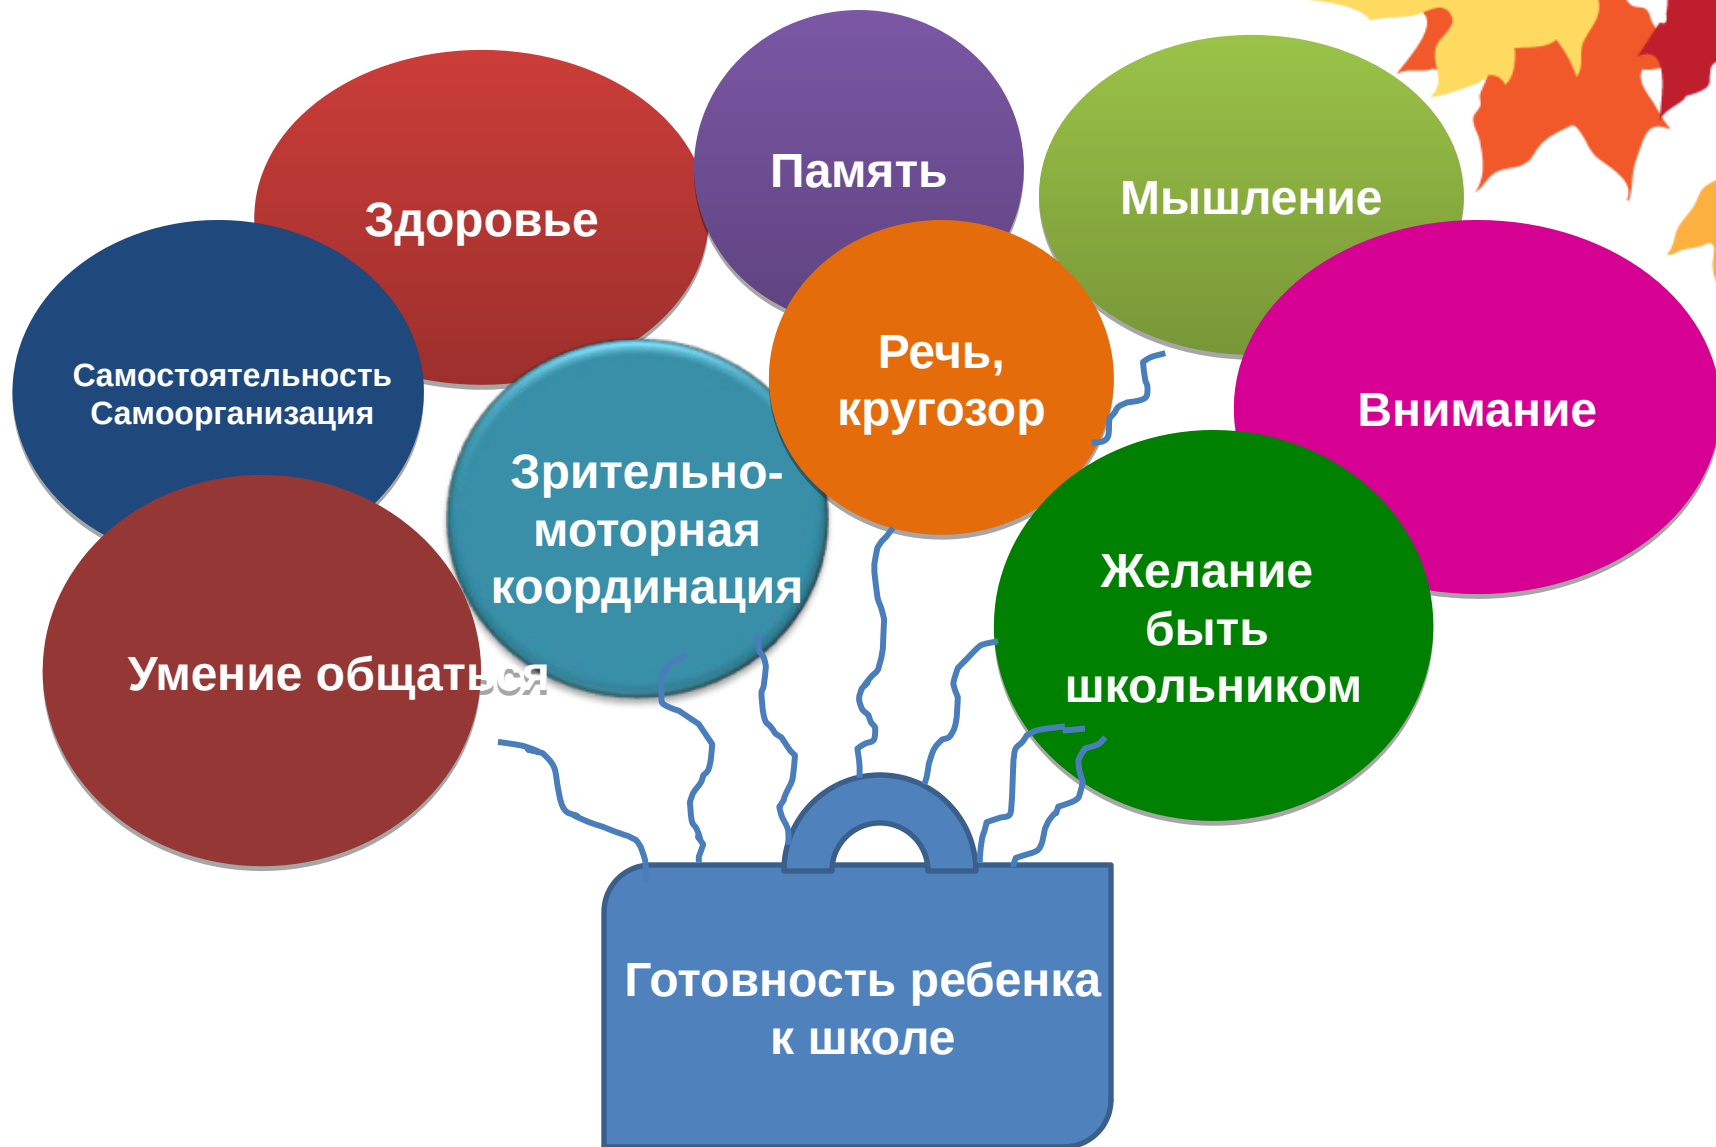 Память
Мышление
Здоровье
Речь,
кругозор
Самостоятельность
Самоорганизация
Внимание
Зрительно-
моторная
координация
Желание
быть
школьником
Умение общаться
Готовность ребенка
к школе